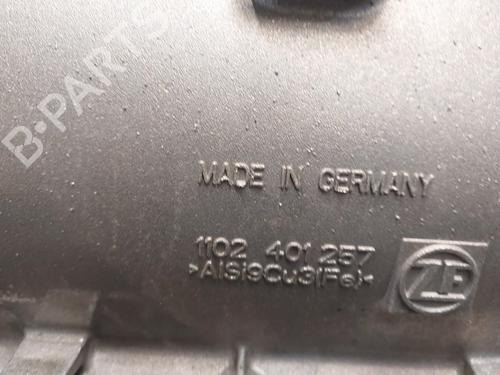 B-PARTS
MADE IN GERMANY
1102 401 257
>AlSi9Cu3(Fe)<
ZF